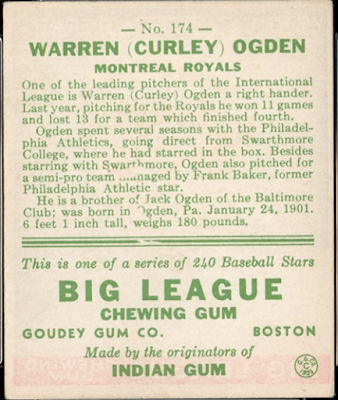 — No. 174 —
WARREN (CURLEY) OGDEN
MONTREAL ROYALS
One of the leading pitchers of the International
League is Warren (Curley) Ogden a right hander.
Last year, pitching for the Royals he won 11 games
and lost 13 for a team which finished fourth.
Ogden spent several seasons with the Philadel-
phia Athletics, going direct from Swarthmore
College, where he had starred in the box. Besides
starring with Swarthmore, Ogden also pitched for
a semi-pro team managed by Frank Baker, former
Philadelphia Athletic star.
He is a brother of Jack Ogden of the Baltimore
Club; was born in Ogden, Pa. January 24, 1901.
6 feet 1 inch tall, weighs 180 pounds.
This is one of a series of 240 Baseball Stars
BIG LEAGUE
CHEWING GUM
GOUDEY GUM CO. BOSTON
Made by the originators of
INDIAN GUM